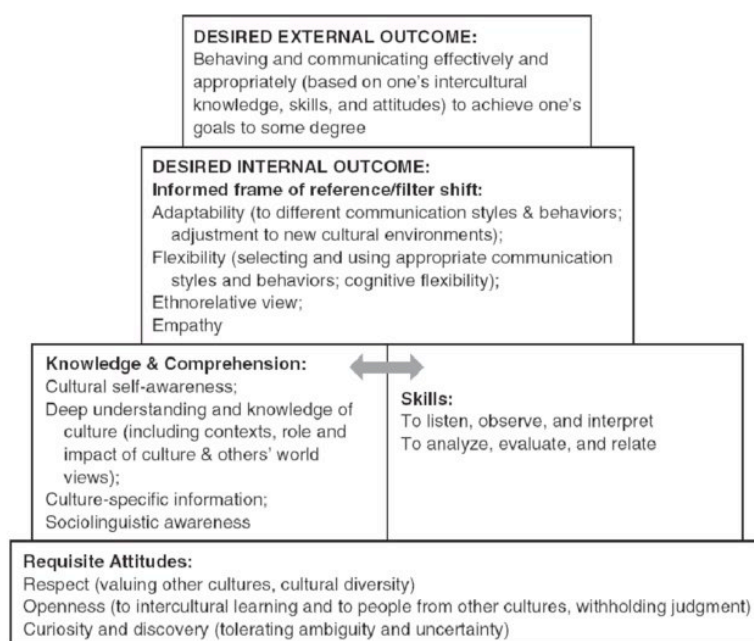 DESIRED EXTERNAL OUTCOME:
Behaving and communicating effectively and
appropriately (based on one's intercultural
knowledge, skills, and attitudes) to achieve one's
goals to some degree
DESIRED INTERNAL OUTCOME:
Informed frame of reference/filter shift:
Adaptability (to different communication styles & behaviors;
adjustment to new cultural environments);
Flexibility (selecting and using appropriate communication
styles and behaviors; cognitive flexibility);
Ethnorelative view;
Empathy
Knowledge & Comprehension:
Cultural self-awareness;
Deep understanding and knowledge of
culture (including contexts, role and
impact of culture & others' world
views);
Culture-specific information;
Sociolinguistic awareness
Skills:
To listen, observe, and interpret
To analyze, evaluate, and relate
Requisite Attitudes:
Respect (valuing other cultures, cultural diversity)
Openness (to intercultural learning and to people from other cultures, withholding judgment)
Curiosity and discovery (tolerating ambiguity and uncertainty)